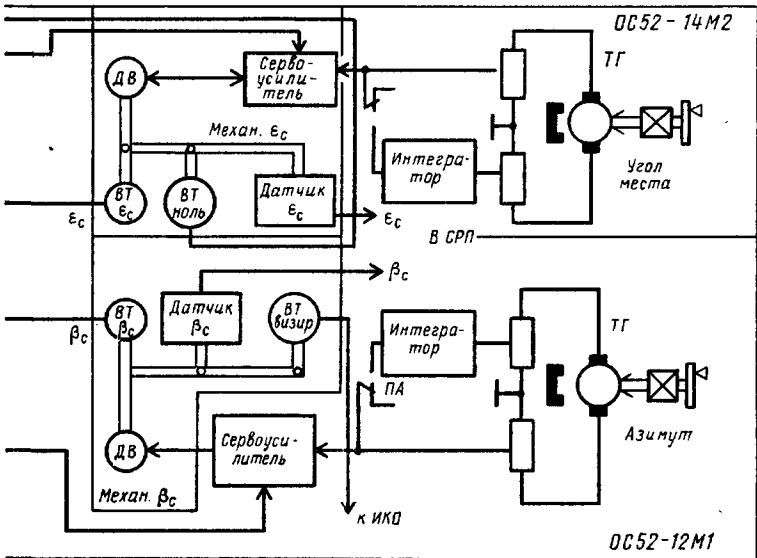 ОС52-14М2
ДВ
Серво-
усили-
тель
ТГ
Механ. εс
Интегра-
тор
Угол
места
ВТ
εс
ВТ
ноль
Датчик
εс
εс
εс
В СРП
βс
ВТ
βс
Датчик
βс
ВТ
визир
Интегра-
тор
ТГ
βс
ПА
ДВ
Сервоуси-
литель
Азимут
Механ. βс
к ИКО
ОС52-12М1